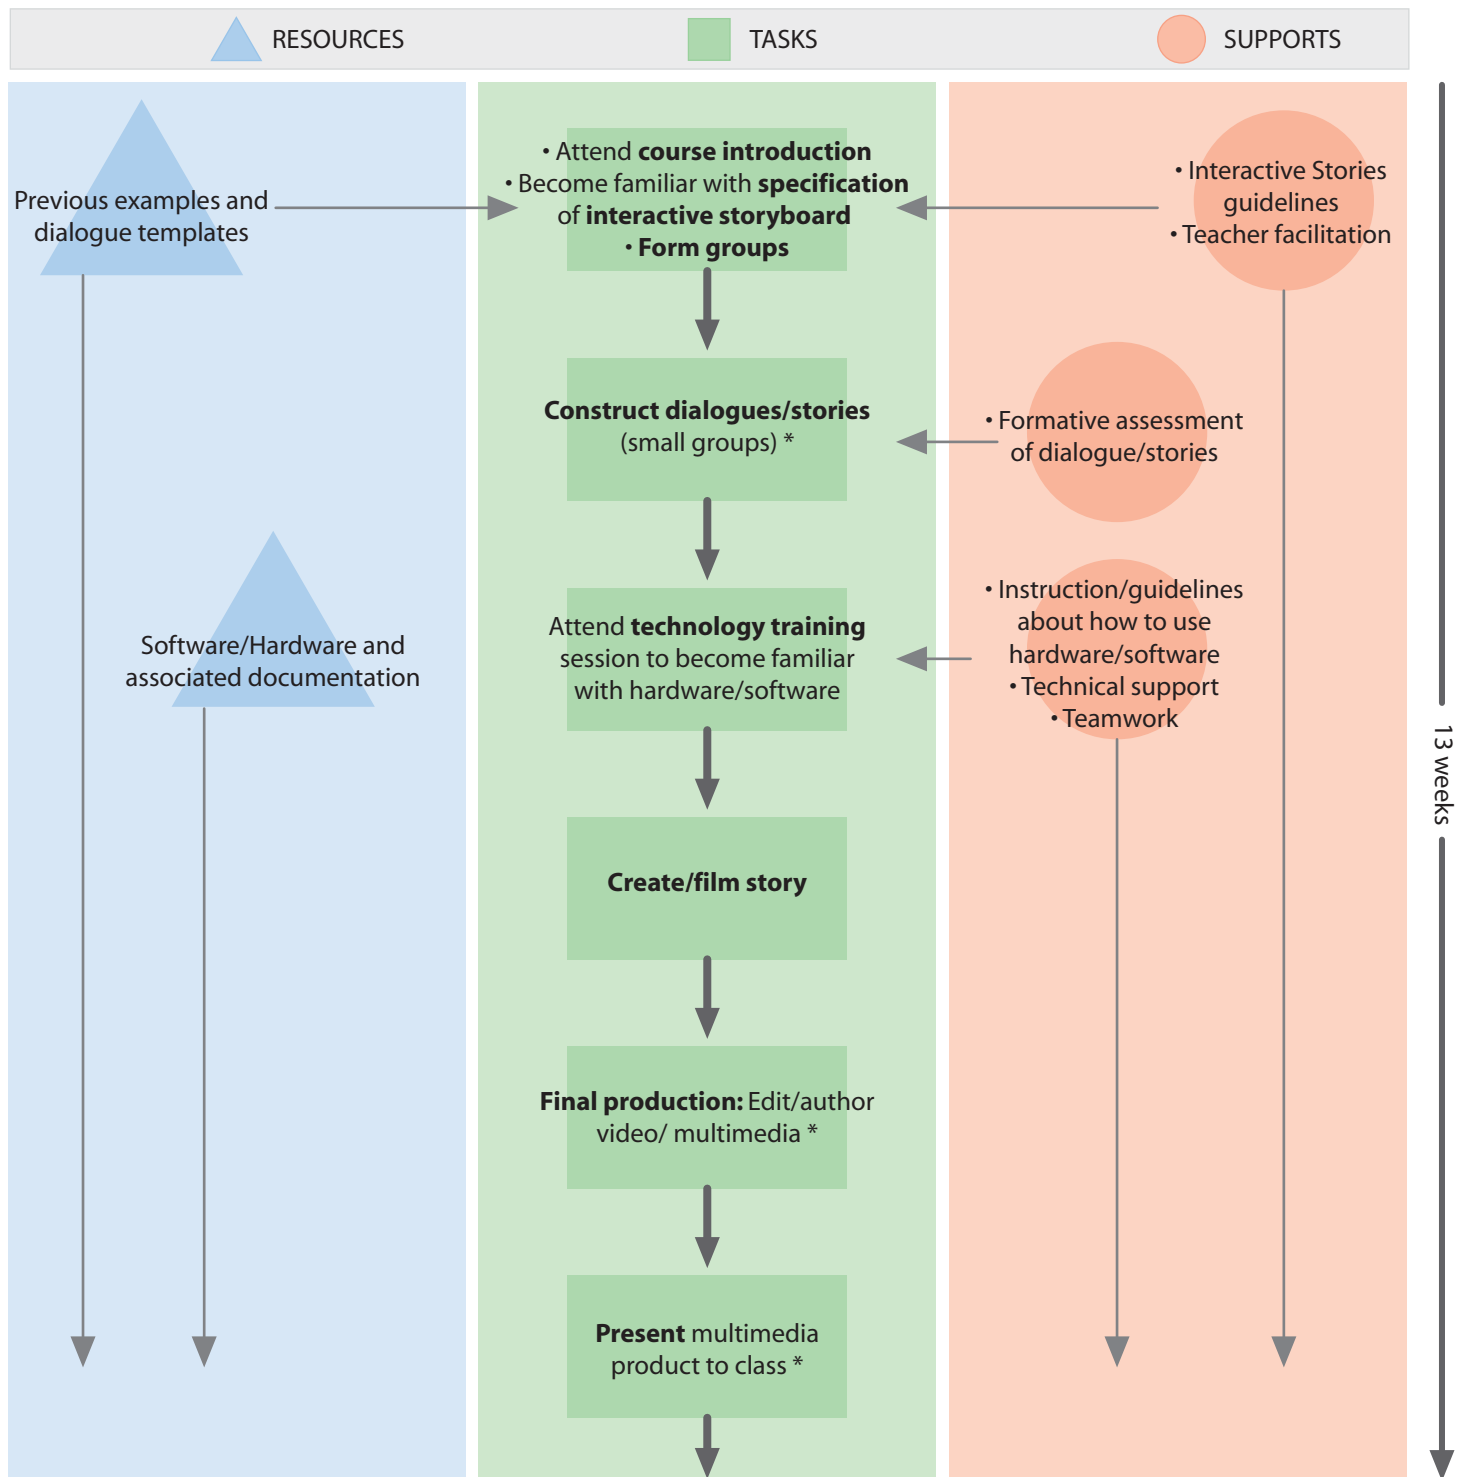 RESOURCES
TASKS
SUPPORTS
Previous examples and
dialogue templates
• Attend course introduction
• Become familiar with specification
of interactive storyboard
• Form groups
• Interactive Stories
guidelines
• Teacher facilitation
Construct dialogues/stories
(small groups) *
• Formative assessment
of dialogue/stories
Software/Hardware and
associated documentation
Attend technology training
session to become familiar
with hardware/software
• Instruction/guidelines
about how to use
hardware/software
• Technical support
• Teamwork
13 weeks
Create/film story
Final production: Edit/author
video/ multimedia *
Present multimedia
product to class *